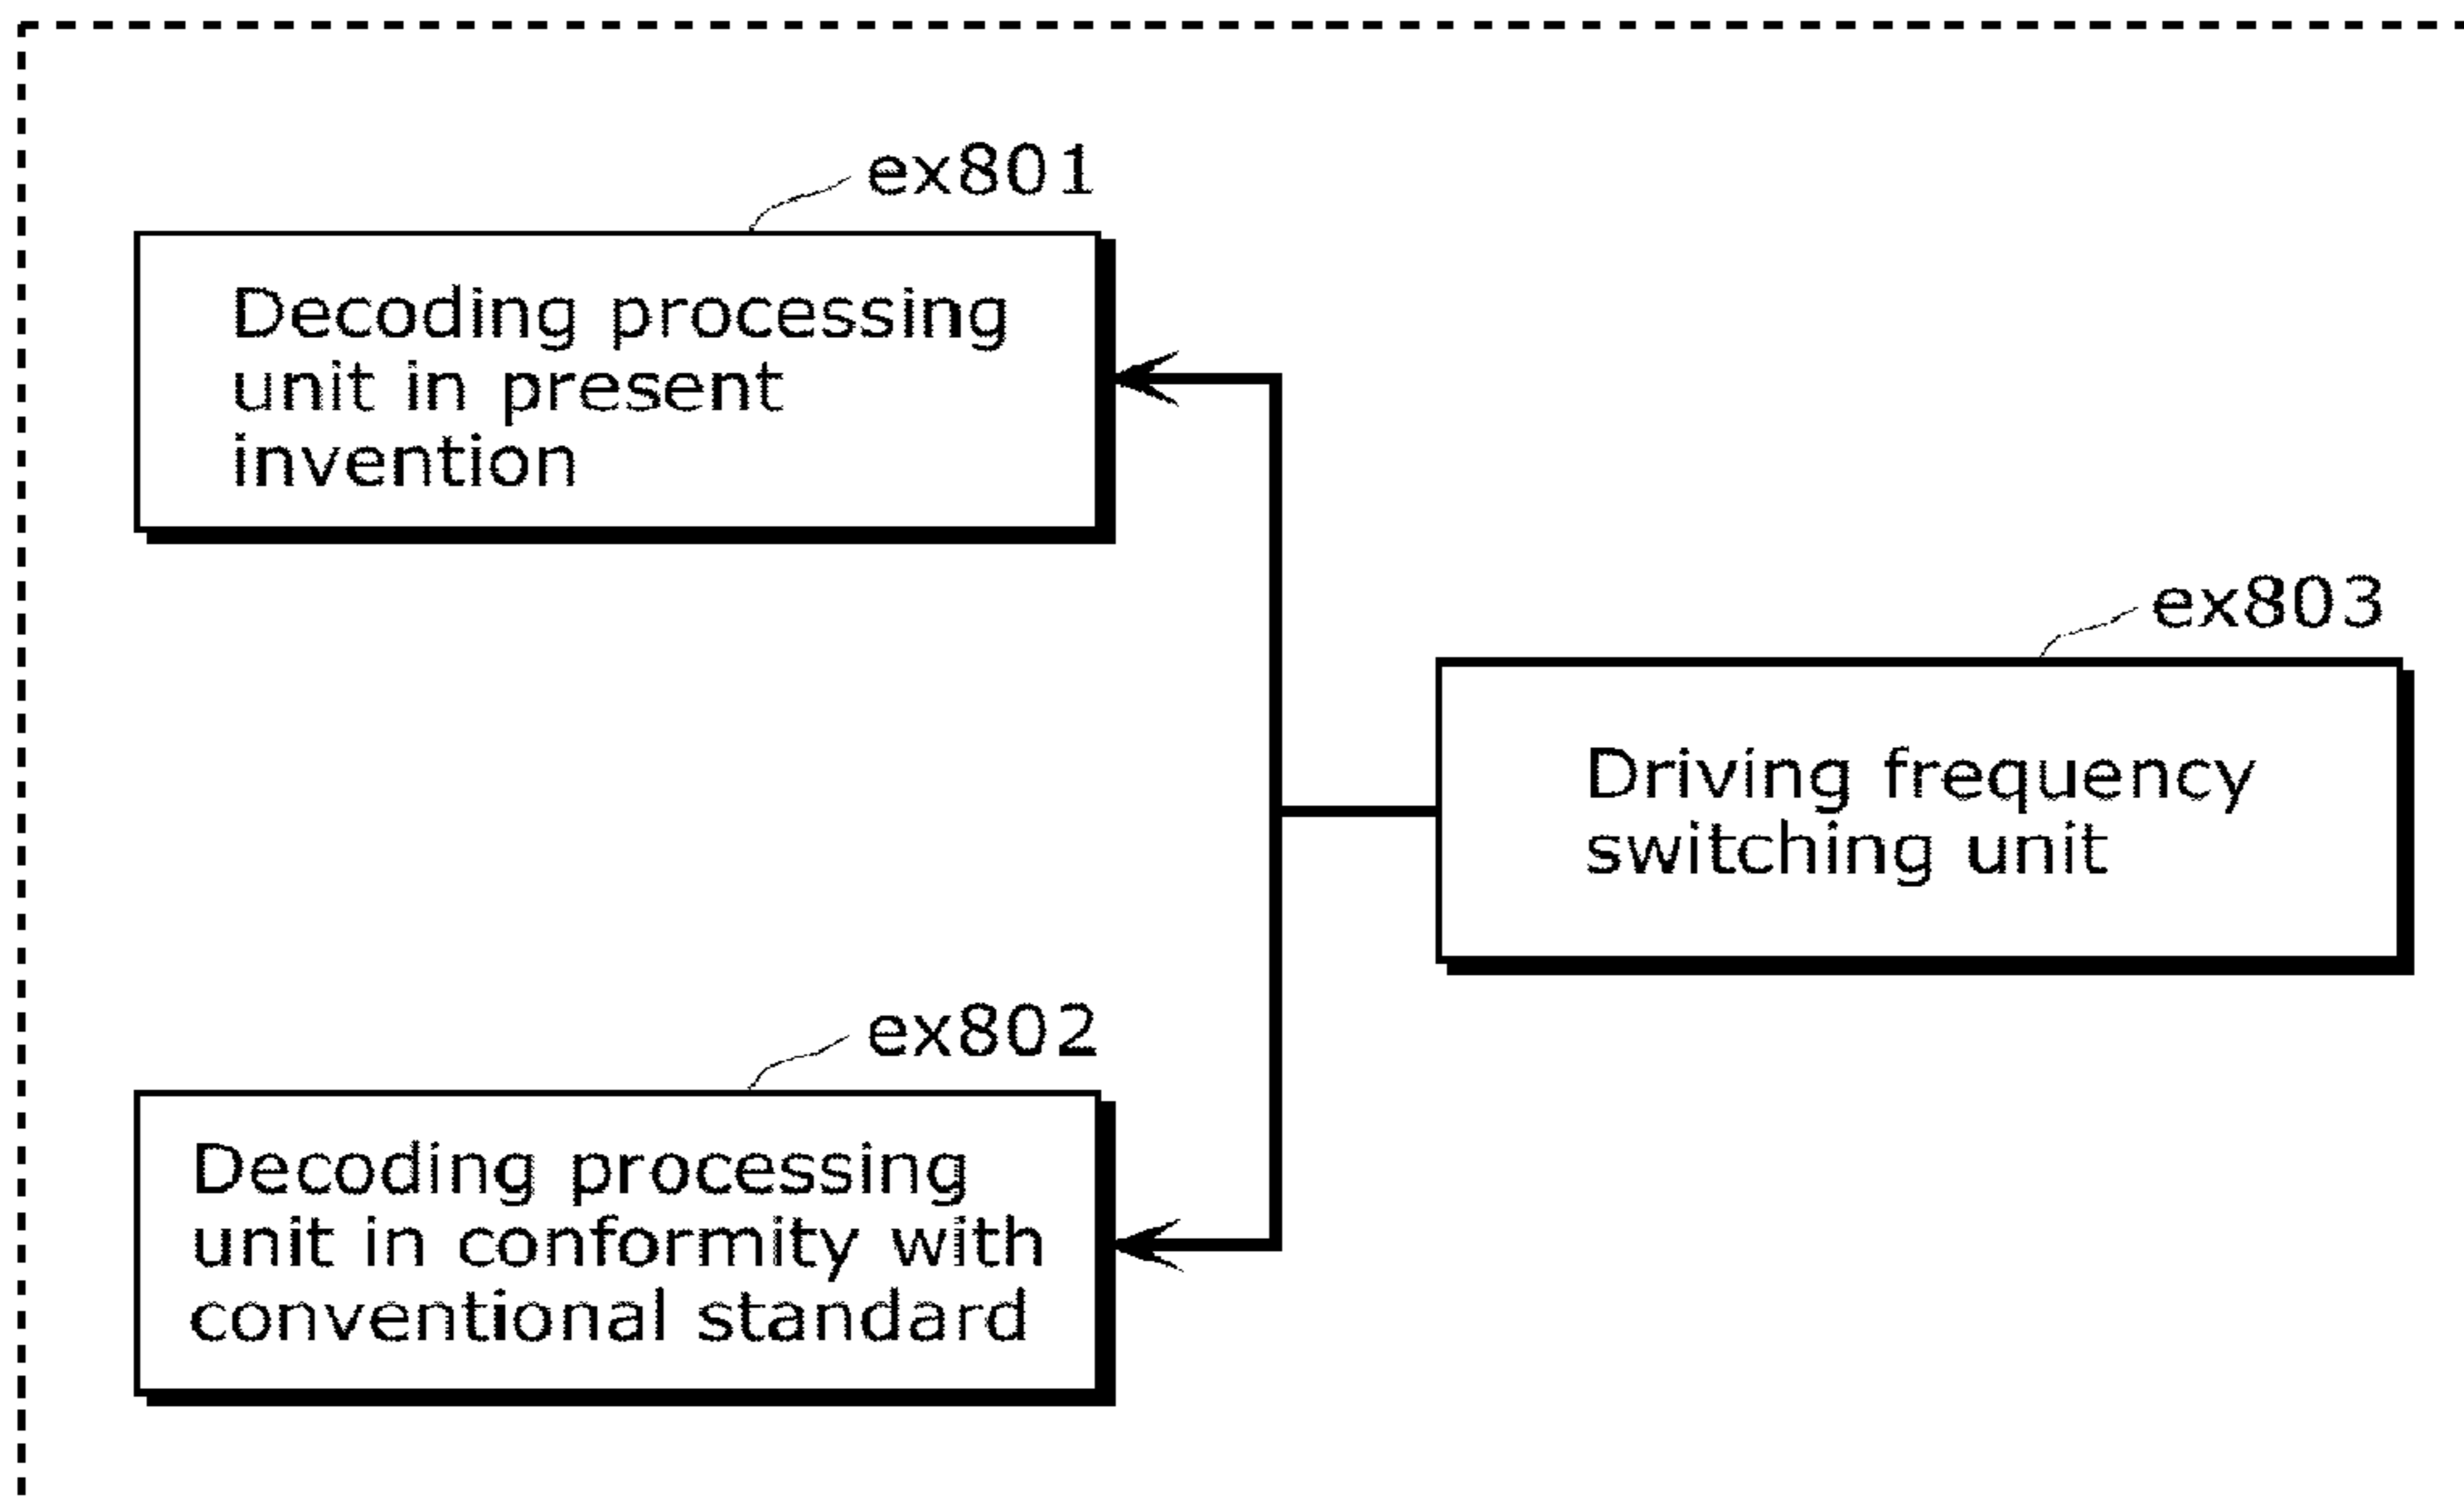 ex801
Decoding processing
unit in present
invention
ex803
Driving frequency
switching unit
ex802
Decoding processing
unit in conformity with
conventional standard